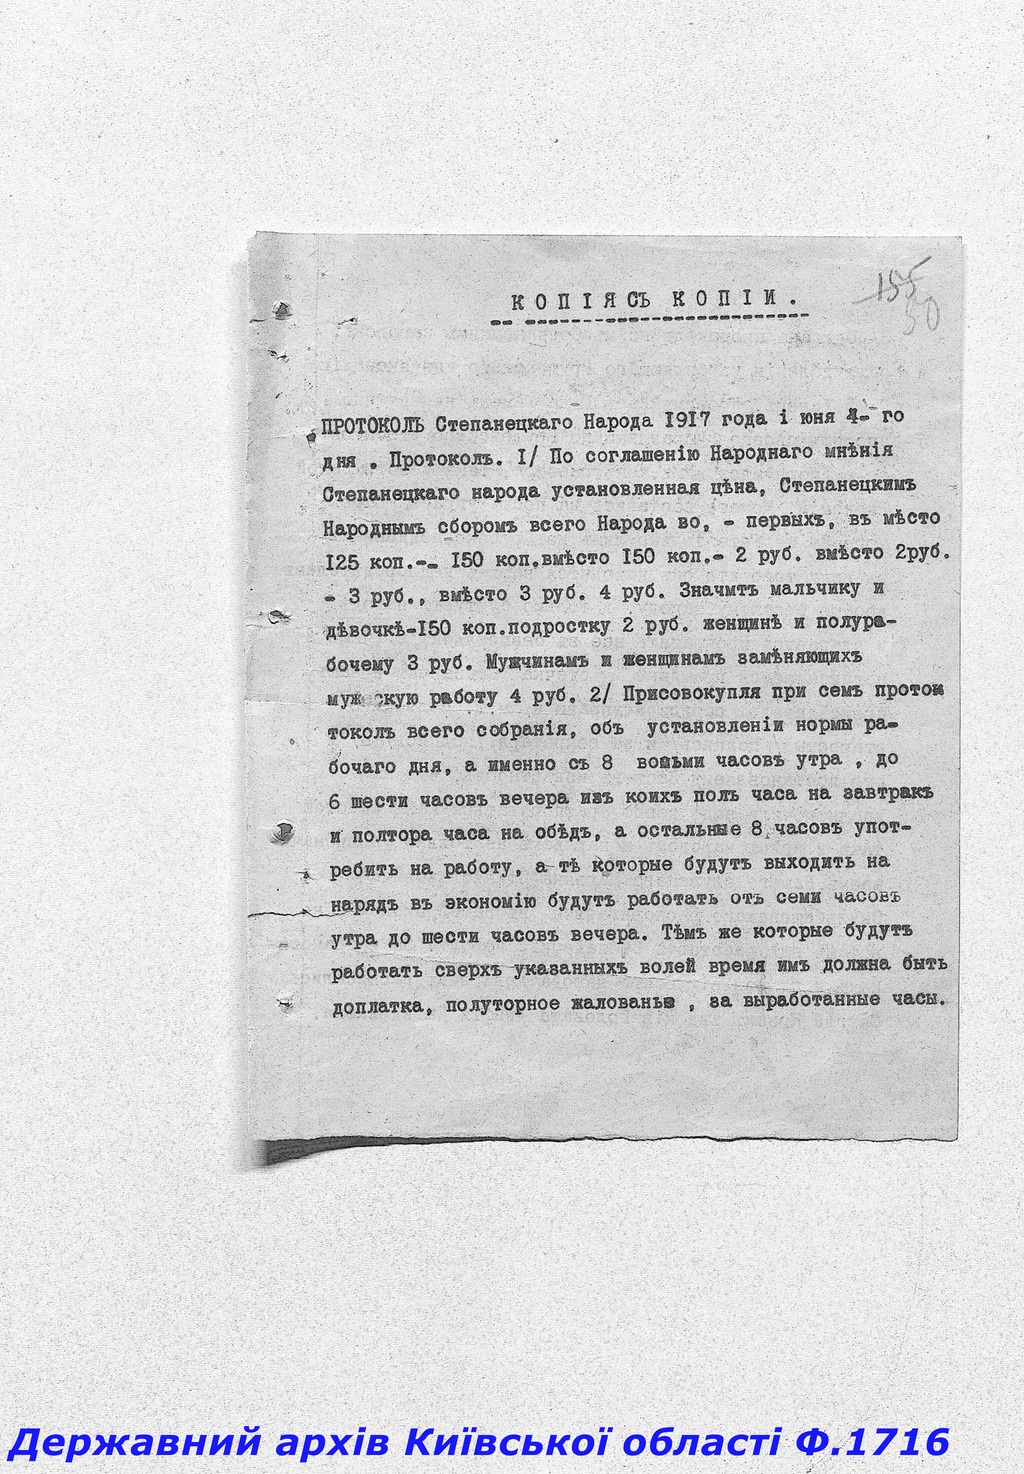 155
50
КОПІЯСЪ КОПІИ.
ПРОТОКОЛЪ Степанецкаго Народа 1917 года і юня 4-го
дня . Протоколъ. I/ По соглашенію Народнаго мнѣнія
Степанецкаго народа установленная цѣна, Степанецкимъ
Народнымъ сборомъ всего Народа во, - первыхъ, въ мѣсто
125 коп.-- 150 коп.вмѣсто 150 коп.- 2 руб. вмѣсто 2руб.
- 3 руб., вмѣсто 3 руб. 4 руб. Значмтъ мальчику и
дѣвочкѣ-150 коп.подростку 2 руб. женщинѣ и полура-
бочему 3 руб. Мужчинамъ и женщинамъ замѣняющихъ
мужскую работу 4 руб. 2/ Присовокупля при семъ прото
токолъ всего собранія, объ установленіи нормы ра-
бочаго дня, а именно съ 8 восьми часовъ утра , до
6 шести часовъ вечера изъ коихъ полъ часа на завтракъ
и полтора часа на обѣдъ, а остальные 8 часовъ упот-
ребить на работу, а тѣ которые будутъ выходить на
нарядъ въ экономію будутъ работать отъ семи часовъ
утра до шести часовъ вечера. Тѣмъ же которые будутъ
работать сверхъ указанныхъ волей время имъ должна быть
доплатка, полуторное жалованье , за выработанные часы.
Державний архів Київської області Ф.1716